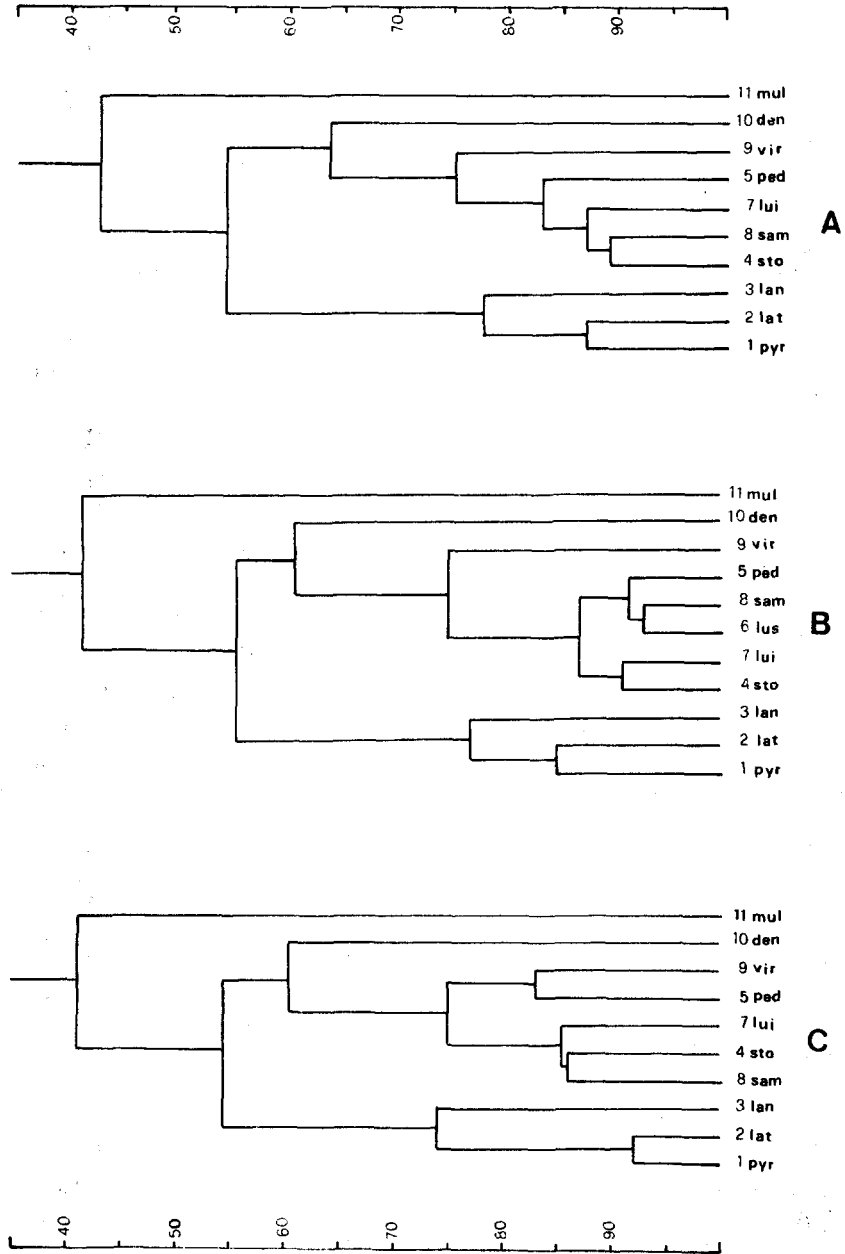 40 50 60 70 80 90
11 mul
10 den
9 vir
5 ped
7 lui
A
8 sam
4 sto
3 lan
2 lat
1 pyr
11 mul
10 den
9 vir
5 ped
8 sam
B
6 lus
7 lui
4 sto
3 lan
2 lat
1 pyr
11 mul
10 den
9 vir
5 ped
7 lui
C
4 sto
8 sam
3 lan
2 lat
1 pyr
40 50 60 70 80 90